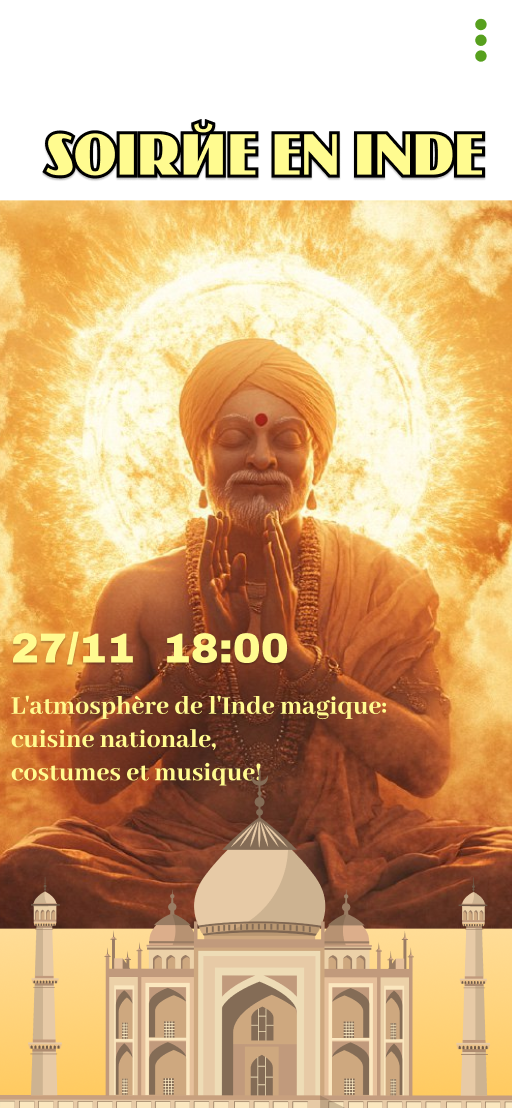 SOIRЙE EN INDE
27/11 18:00
L'atmosphère de l'Inde magique:
cuisine nationale,
costumes et musique!